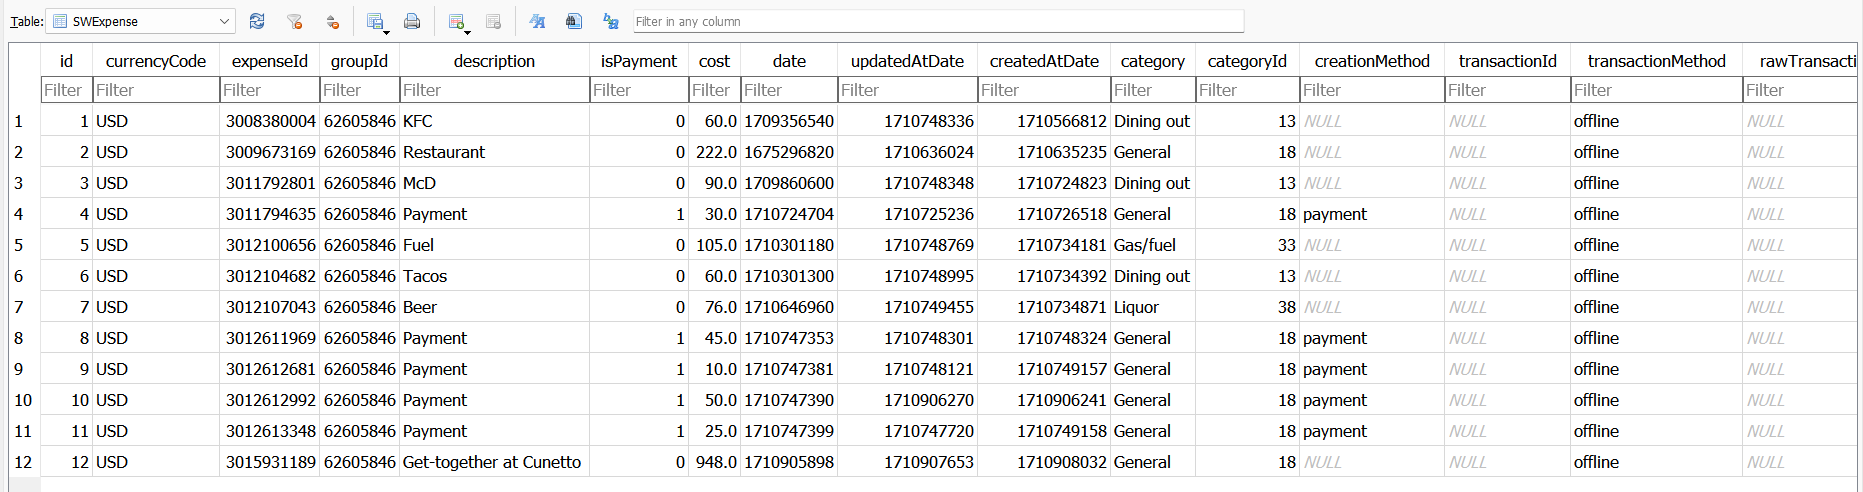 Table: SWExpense Filter in any column
id currencyCode expenseId groupId description isPayment cost date updatedAtDate createdAtDate category categoryId creationMethod transactionId transactionMethod rawTransacti
Filter Filter Filter Filter Filter Filter Filter Filter Filter Filter Filter Filter Filter Filter Filter Filter
1 1 USD 3008380004 62605846 KFC 0 60.0 1709356540 1710748336 1710566812 Dining out 13 NULL NULL offline NULL
2 2 USD 3009673169 62605846 Restaurant 0 222.0 1675296820 1710636024 1710635235 General 18 NULL NULL offline NULL
3 3 USD 3011792801 62605846 McD 0 90.0 1709860600 1710748348 1710724823 Dining out 13 NULL NULL offline NULL
4 4 USD 3011794635 62605846 Payment 1 30.0 1710724704 1710725236 1710726518 General 18 payment NULL offline NULL
5 5 USD 3012100656 62605846 Fuel 0 105.0 1710301180 1710748769 1710734181 Gas/fuel 33 NULL NULL offline NULL
6 6 USD 3012104682 62605846 Tacos 0 60.0 1710301300 1710748995 1710734392 Dining out 13 NULL NULL offline NULL
7 7 USD 3012107043 62605846 Beer 0 76.0 1710646960 1710749455 1710734871 Liquor 38 NULL NULL offline NULL
8 8 USD 3012611969 62605846 Payment 1 45.0 1710747353 1710748301 1710748324 General 18 payment NULL offline NULL
9 9 USD 3012612681 62605846 Payment 1 10.0 1710747381 1710748121 1710749157 General 18 payment NULL offline NULL
10 10 USD 3012612992 62605846 Payment 1 50.0 1710747390 1710906270 1710906241 General 18 payment NULL offline NULL
11 11 USD 3012613348 62605846 Payment 1 25.0 1710747399 1710747720 1710749158 General 18 payment NULL offline NULL
12 12 USD 3015931189 62605846 Get-together at Cunetto 0 948.0 1710905898 1710907653 1710908032 General 18 NULL NULL offline NULL